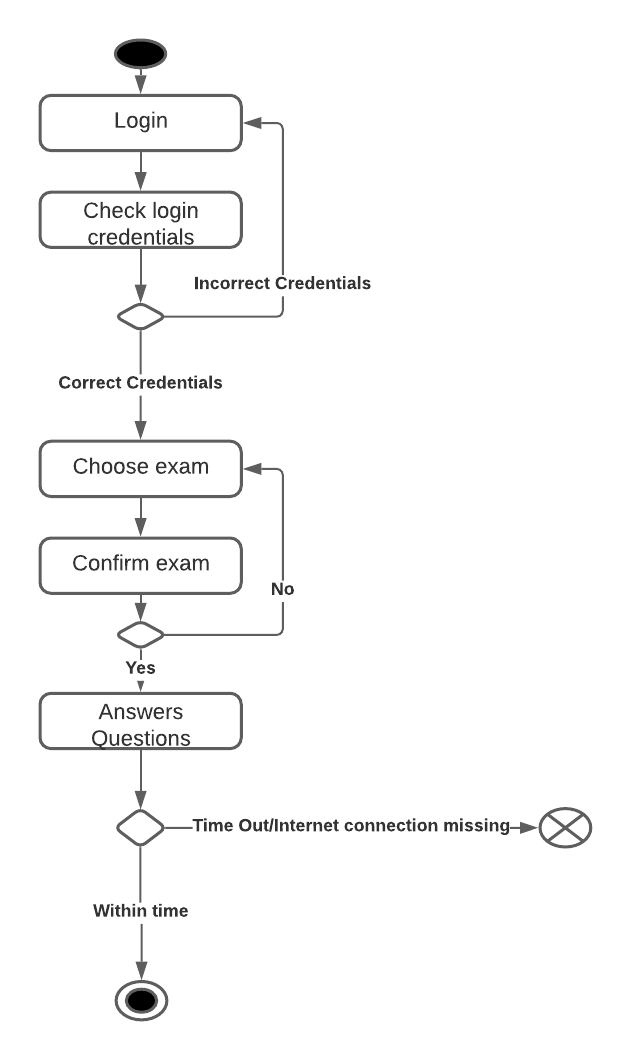 Login
Check login
credentials
Incorrect Credentials
Correct Credentials
Choose exam
Confirm exam
No
Yes
Answers
Questions
Time Out/Internet connection missing
Within time